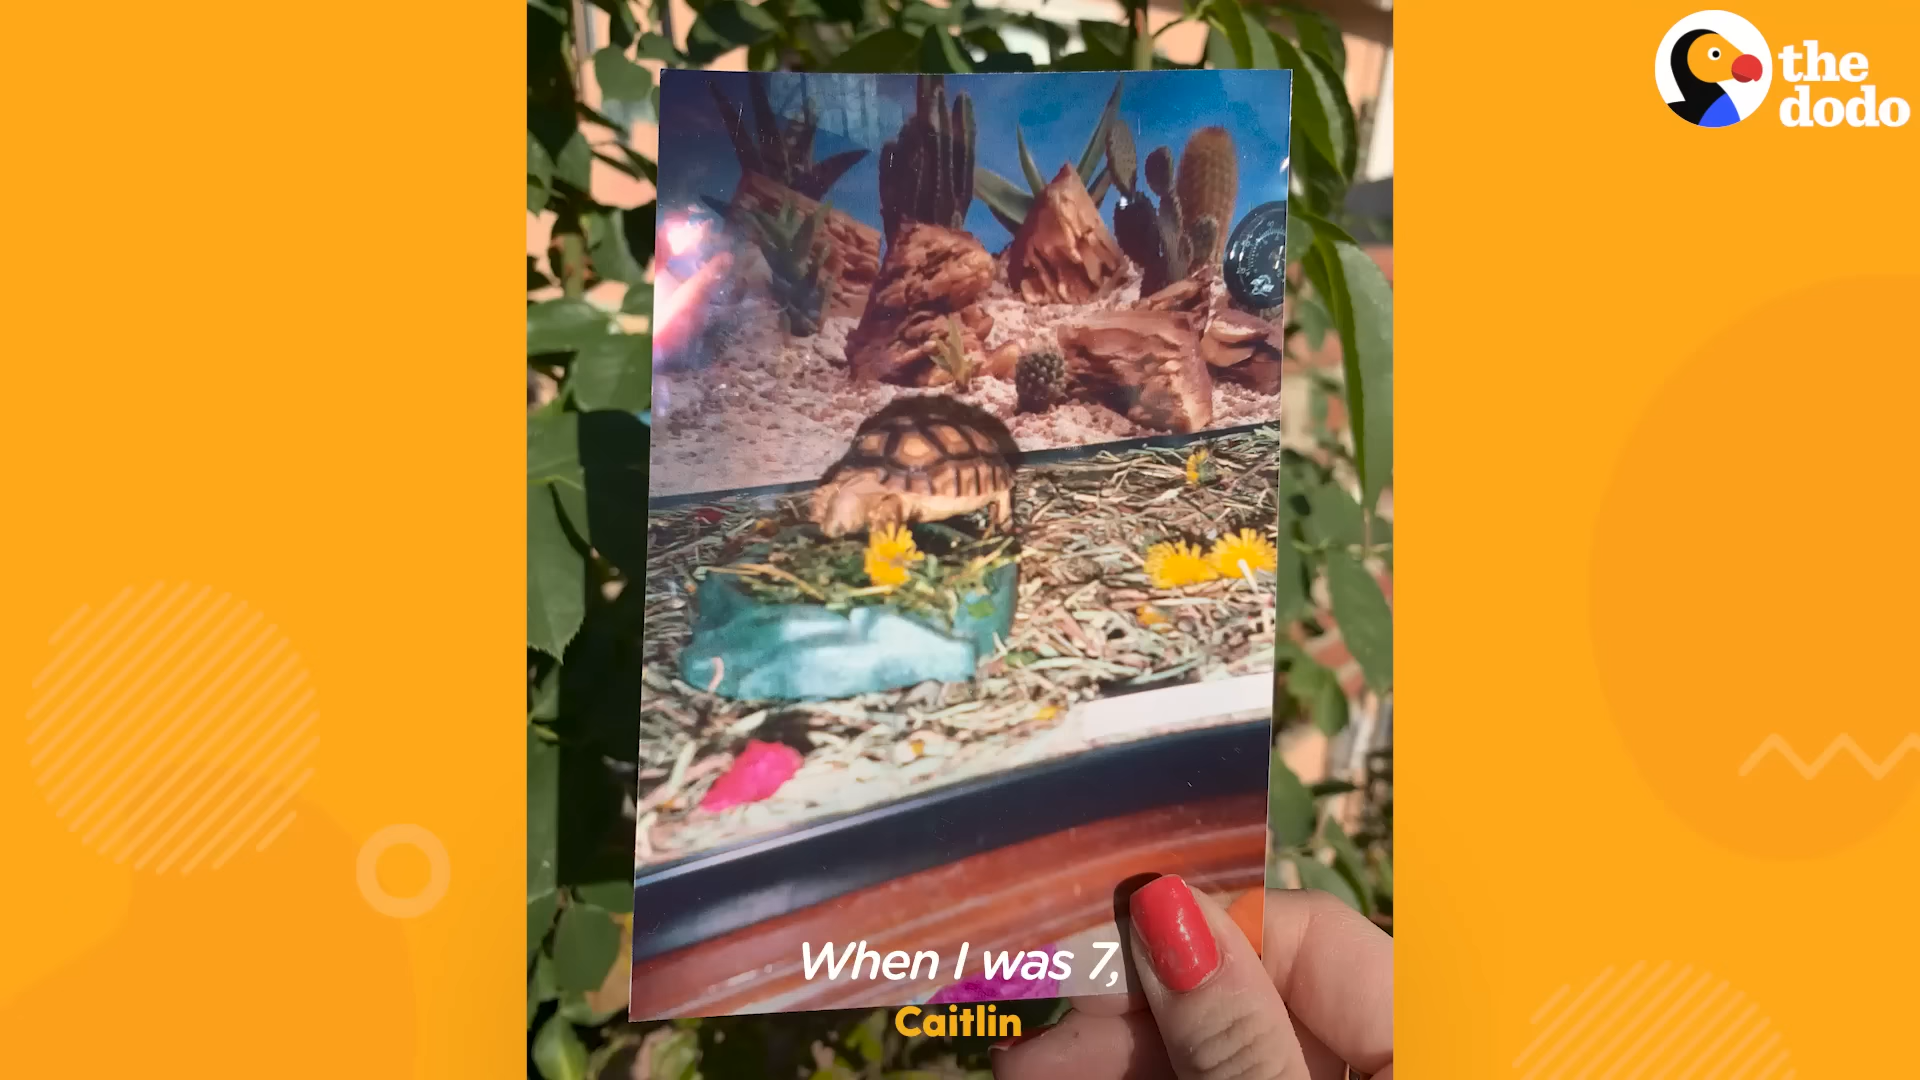 the
dodo
When I was 7,
Caitlin